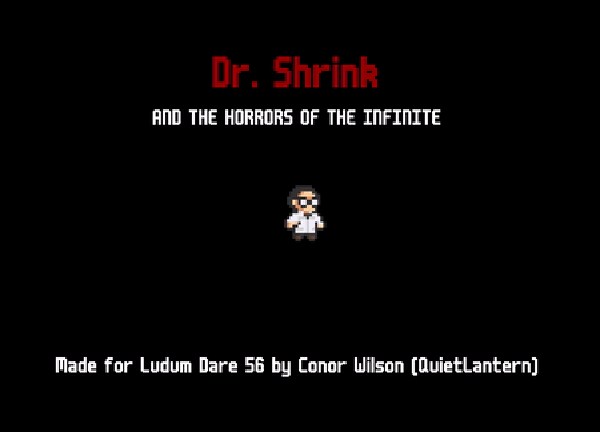 Dr. Shrink
AND THE HORRORS OF THE INFINITE
Made for Ludum Dare 56 by Conor Wilson (QuietLantern)